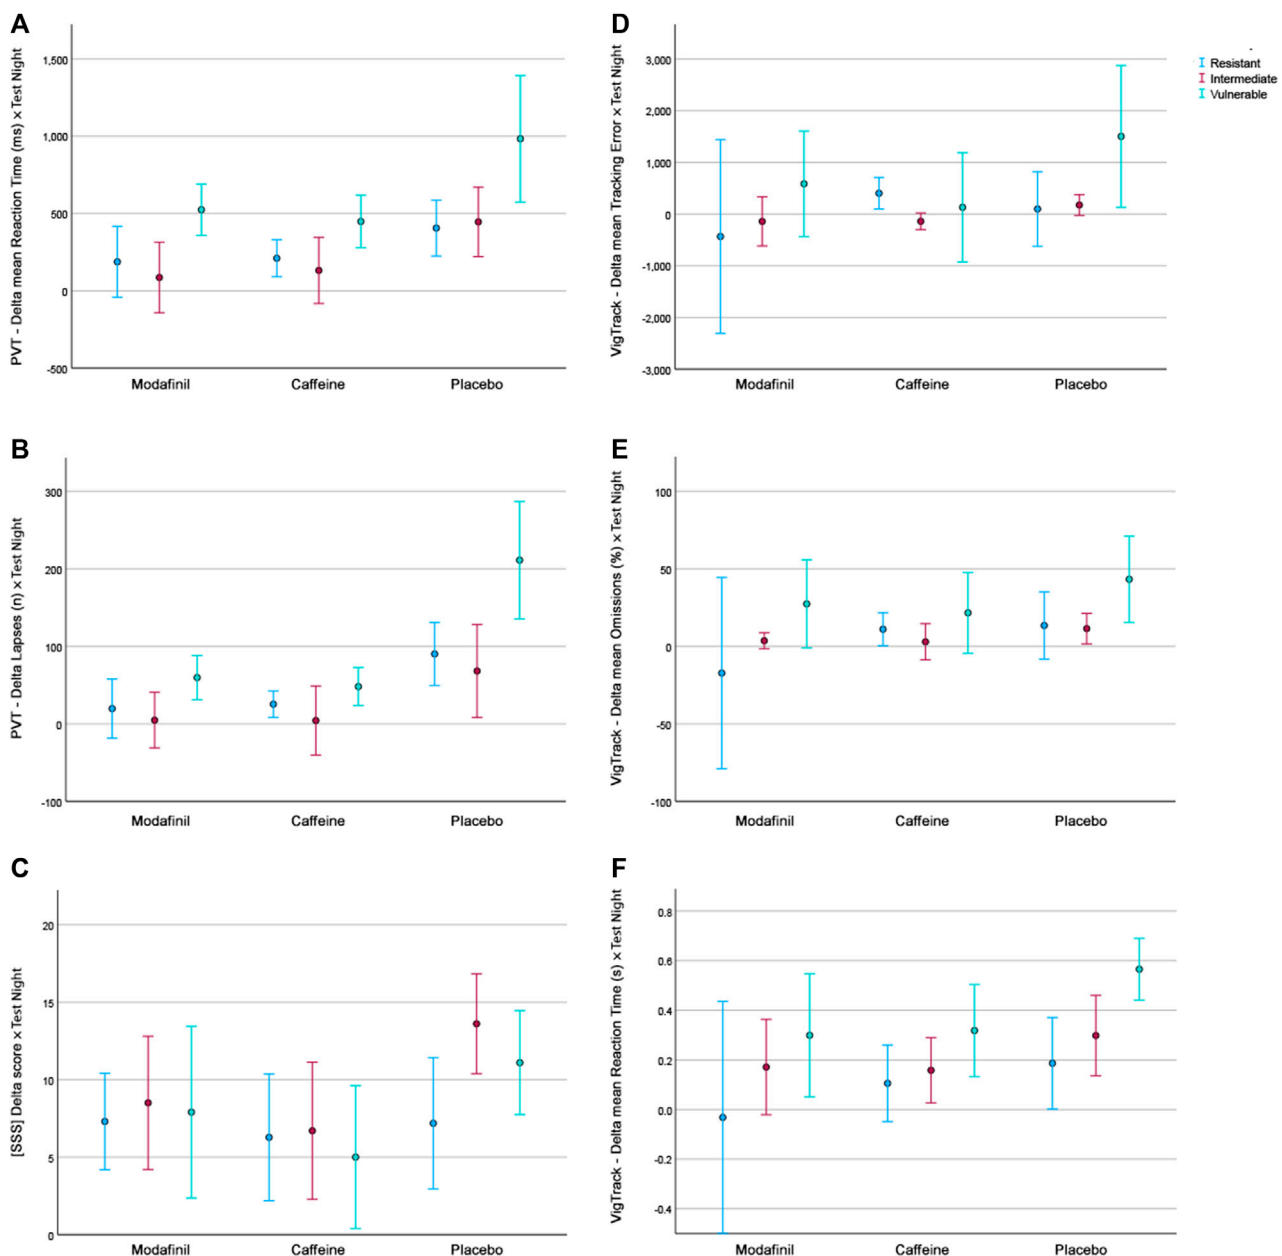 A
PVT - Delta mean Reaction Time (ms) x Test Night
1,500
1,000
500
0
-500
Modafinil Caffeine Placebo
D
VigTrack - Delta mean Tracking Error x Test Night
3,000
2,000
1,000
0
-1,000
-2,000
-3,000
Modafinil Caffeine Placebo
Resistant
Intermediate
Vulnerable
B
PVT - Delta Lapses (n) x Test Night
300
200
100
0
-100
Modafinil Caffeine Placebo
E
VigTrack - Delta mean Omissions (%) x Test Night
100
50
0
-50
-100
Modafinil Caffeine Placebo
C
[SSS] Delta score x Test Night
20
15
10
5
0
Modafinil Caffeine Placebo
F
VigTrack - Delta mean Reaction Time (s) x Test Night
0.8
0.6
0.4
0.2
0.0
-0.2
-0.4
Modafinil Caffeine Placebo